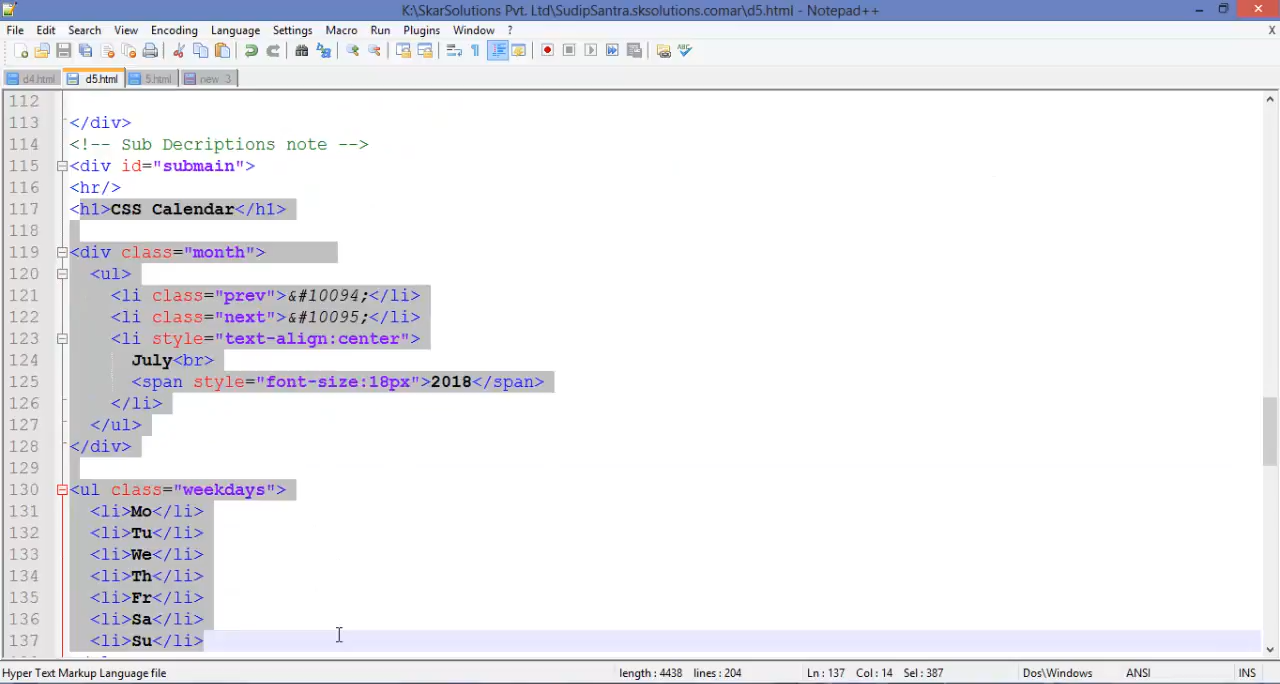 K:\SkarSolutions Pvt. Ltd\SudipSantra.sksolutions.comar\d5.html - Notepad++
File Edit Search View Encoding Language Settings Macro Run Plugins Window ? X
d4.html d5.html 5.html new 3
112
113 </div>
114 <!-- Sub Decriptions note -->
115 <div id="submain">
116 <hr/>
117 <h1>CSS Calendar</h1>
118
119 <div class="month">
120 <ul>
121 <li class="prev">&#10094;</li>
122 <li class="next">&#10095;</li>
123 <li style="text-align:center">
124 July<br>
125 <span style="font-size:18px">2018</span>
126 </li>
127 </ul>
128 </div>
129
130 <ul class="weekdays">
131 <li>Mo</li>
132 <li>Tu</li>
133 <li>We</li>
134 <li>Th</li>
135 <li>Fr</li>
136 <li>Sa</li>
137 <li>Su</li>
Hyper Text Markup Language file length : 4438 lines : 204 Ln : 137 Col : 14 Sel : 387 Dos\Windows ANSI INS